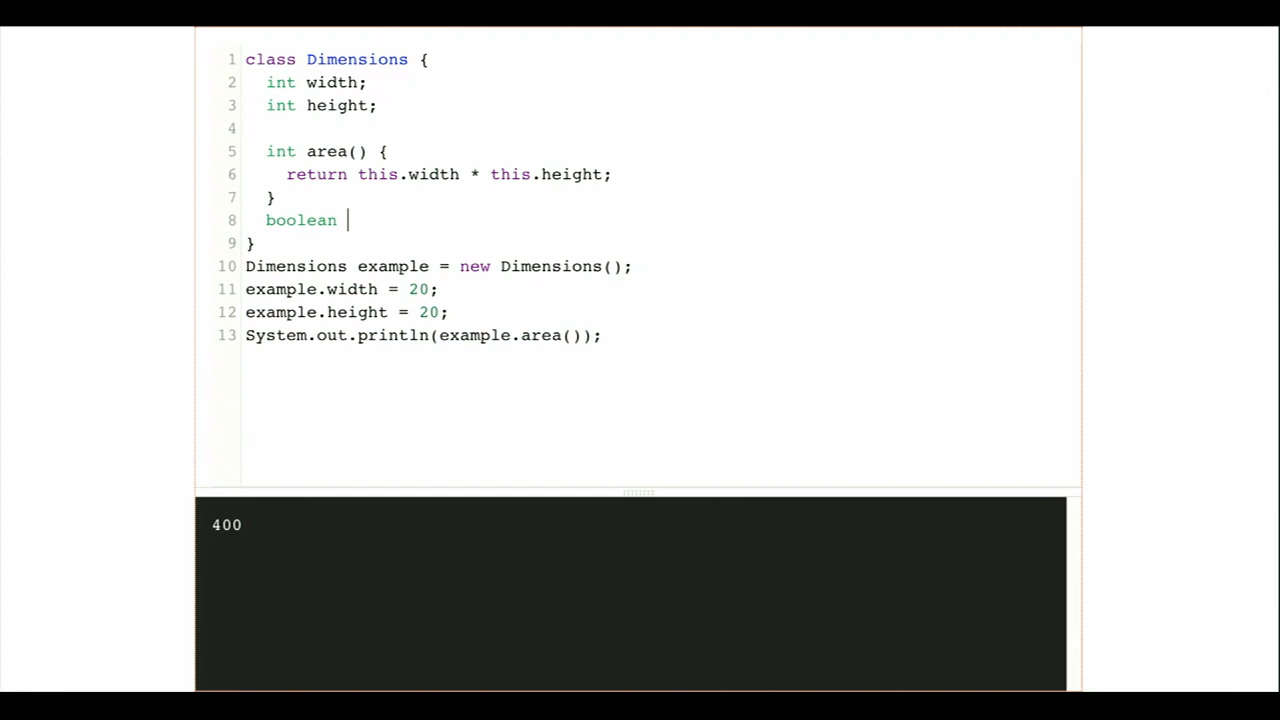 1 class Dimensions {
2   int width;
3   int height;
4
5   int area() {
6     return this.width * this.height;
7   }
8   boolean
9 }
10 Dimensions example = new Dimensions();
11 example.width = 20;
12 example.height = 20;
13 System.out.println(example.area());
400